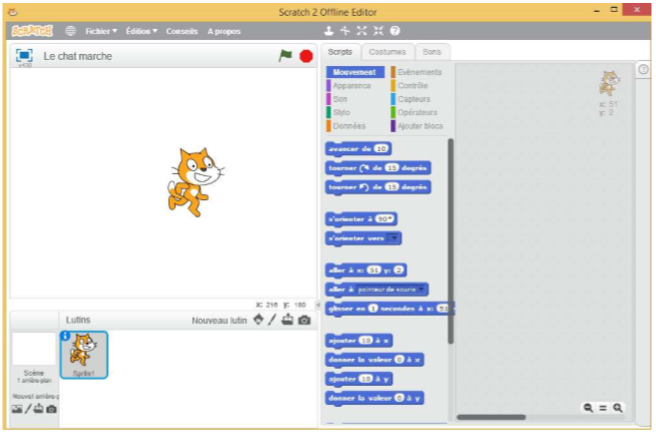 Scratch 2 Offline Editor
SCRATCH Fichier Édition Conseils A propos
Le chat marche
v430
Scripts Costumes Sons
Mouvement Evènements
Apparence Contrôle
Son Capteurs
Stylo Opérateurs
Données Ajouter blocs
x: 51
y: 2
avancer de 10
tourner de 15 degrés
tourner de 15 degrés
s'orienter à 90
s'orienter vers
aller à x: 51 y: 2
aller à pointeur de souris
glisser en 1 secondes à x: 51
ajouter 10 à x
donner la valeur 0 à x
ajouter 10 à y
donner la valeur 0 à y
X: 216 y: 180
Lutins Nouveau lutin
Scène
1 arrière-plan
Nouvel arrière-p
Sprite1